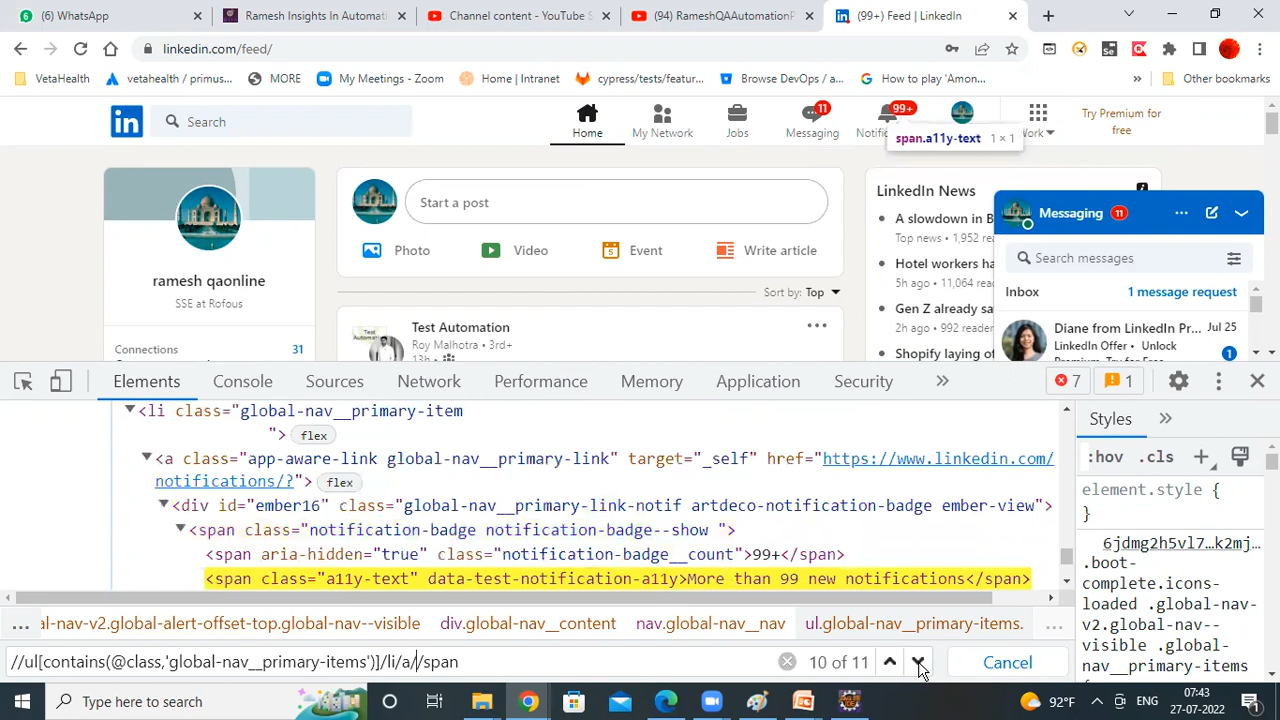 6 (6) WhatsApp × Ramesh Insights In Automation × Channel content - YouTube S × (94) RameshQAAutomationP × (99+) Feed | LinkedIn × +
linkedin.com/feed/
VetaHealth vetahealth / primus... MORE My Meetings - Zoom Home | Intranet cypress/tests/featur... Browse DevOps / a... How to play 'Amon... » Other bookmarks
in Search
Home
My Network
Jobs
11
Messaging
99+
Try Premium for
free
span.a11y-text 1 × 1
Start a post
Photo Video 5 Event Write article
Sort by: Top
ramesh qaonline
SSE at Rofous
Connections 31
Test Automation
Roy Malhotra • 3rd+
13h •
LinkedIn News
A slowdown in
Top news • 1,952
Hotel workers
5h ago • 11,064
Gen Z already
2h ago • 992
Shopify laying
Messaging 11
Search messages
Inbox 1 message request
Diane from LinkedIn Pr... Jul 25
LinkedIn Offer • Unlock
1
Elements Console Sources Network Performance Memory Application Security » 7 1
<li class="global-nav__primary-item
"> flex
<a class="app-aware-link global-nav__primary-link" target="_self" href="https://www.linkedin.com/
notifications/?"> flex
<div id="ember16" class="global-nav__primary-link-notif artdeco-notification-badge ember-view">
<span class="notification-badge notification-badge--show ">
<span aria-hidden="true" class="notification-badge__count">99+</span>
<span class="a11y-text" data-test-notification-a11y>More than 99 new notifications</span>
... al-nav-v2.global-alert-offset-top.global-nav--visible div.global-nav__content nav.global-nav__nav ul.global-nav__primary-items. ...
//ul[contains(@class,'global-nav__primary-items')]/li/a//span 10 of 11 Cancel
Styles »
:hov .cls +
element.style {
}
6jdmg2h5vl7…k2mj…
.boot-
complete.icons-
loaded .global-nav-
v2.global-nav--
visible .global-nav-
primary-items
Type here to search 92°F ENG 07:43
27-07-2022 1